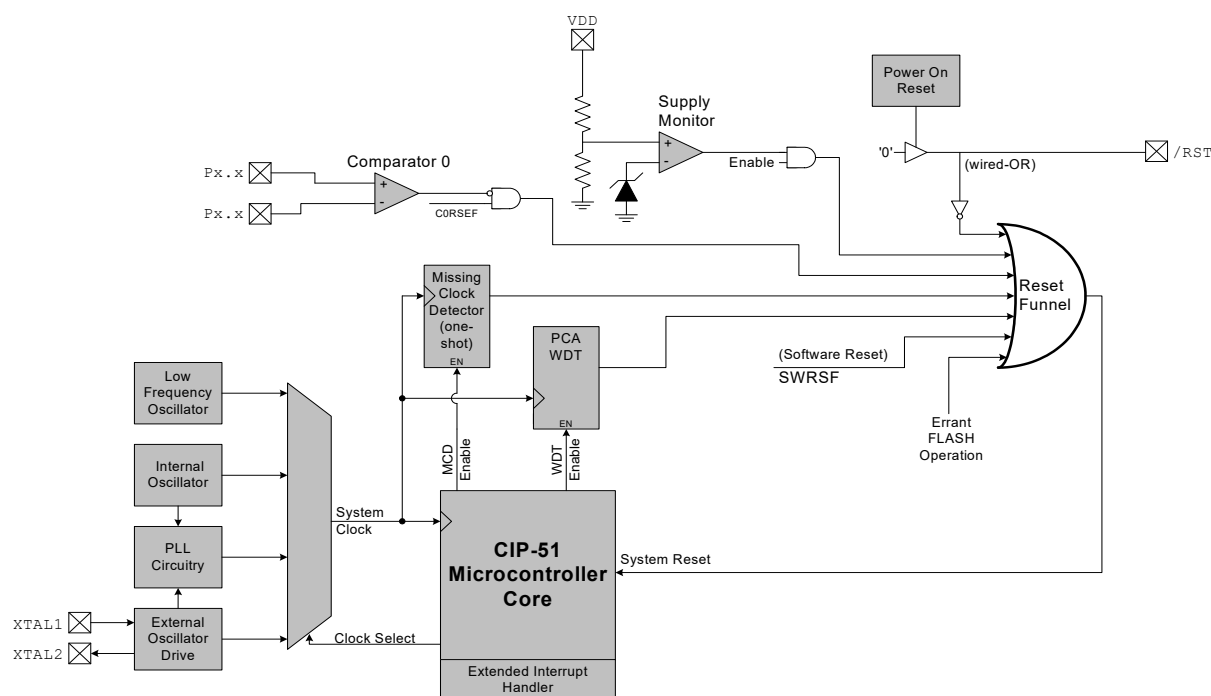 VDD
Power On
Reset
Supply
Monitor
+
-
Enable
'0'
(wired-OR)
/RST
Comparator 0
Px.x
+
Px.x
-
C0RSEF
Missing
Clock
Detector
(one-
shot)
EN
Reset
Funnel
PCA
WDT
EN
(Software Reset)
SWRSF
Errant
FLASH
Operation
Low
Frequency
Oscillator
Internal
Oscillator
MCD
Enable
WDT
Enable
System
Clock
PLL
Circuitry
CIP-51
Microcontroller
Core
System Reset
XTAL1
XTAL2
External
Oscillator
Drive
Clock Select
Extended Interrupt
Handler